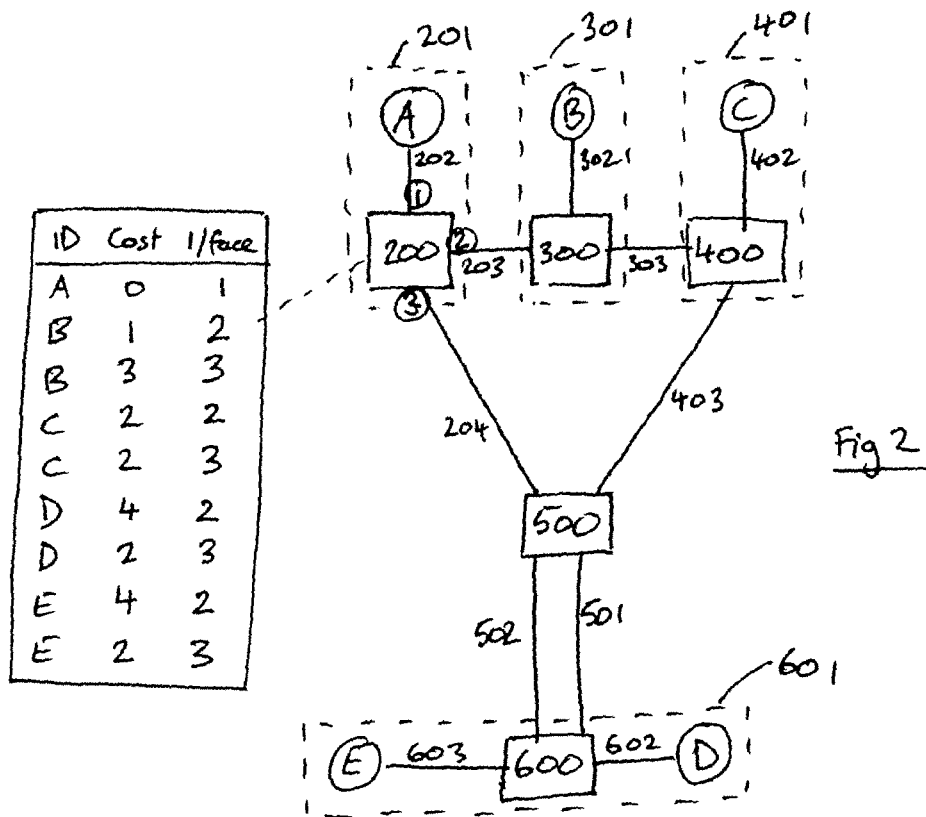 201
301
401
A
B
C
202
302
402
1
200
2
203
300
303
400
3
ID Cost I/face
A 0 1
B 1 2
B 3 3
C 2 2
C 2 3
D 4 2
D 2 3
E 4 2
E 2 3
204
403
Fig 2
500
502
501
601
E
603
600
602
D